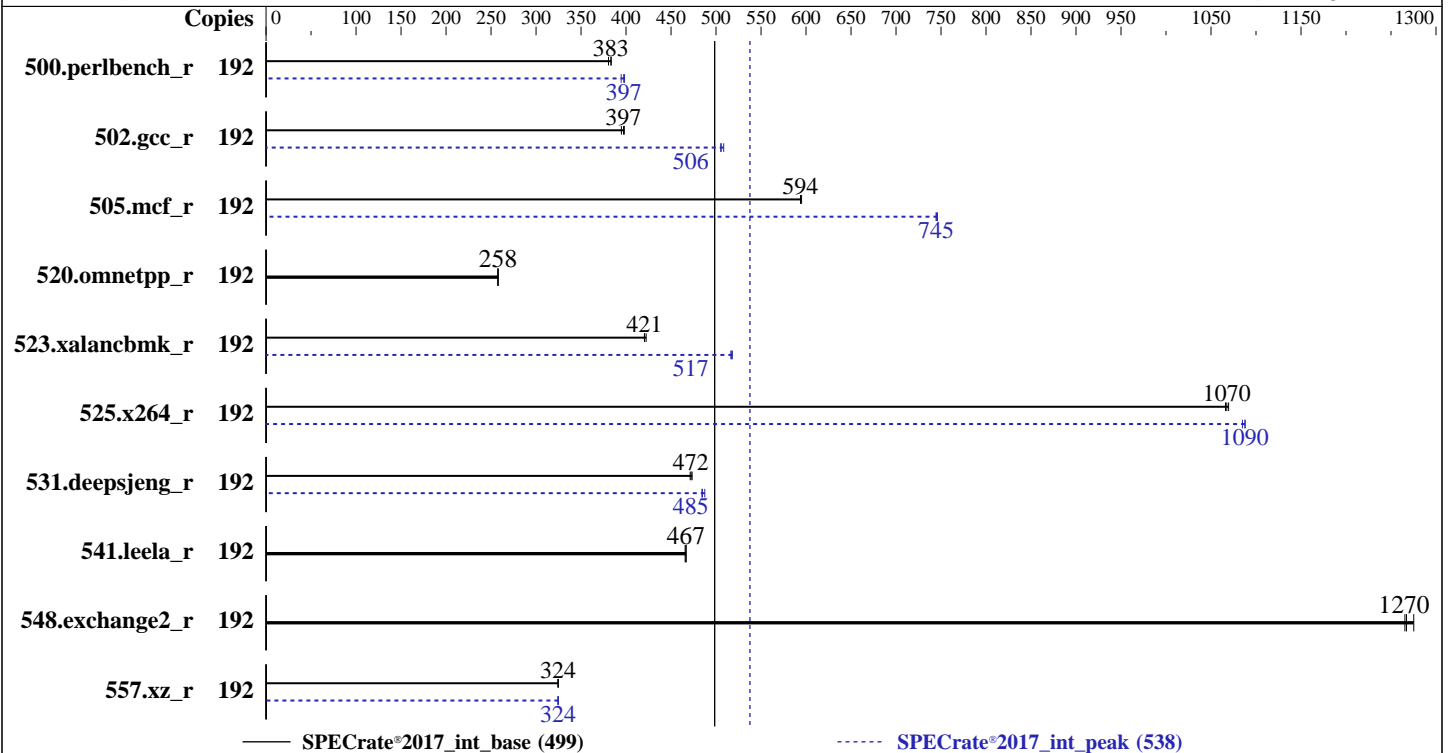 Copies 0 100 150 200 250 300 350 400 450 500 550 600 650 700 750 800 850 900 950 1050 1150 1300
383
500.perlbench_r 192
397
397
502.gcc_r 192
506
594
505.mcf_r 192
745
258
520.omnetpp_r 192
421
523.xalancbmk_r 192
517
1070
525.x264_r 192
1090
472
531.deepsjeng_r 192
485
467
541.leela_r 192
1270
548.exchange2_r 192
324
557.xz_r 192
324
SPECrate®2017_int_base (499) SPECrate®2017_int_peak (538)